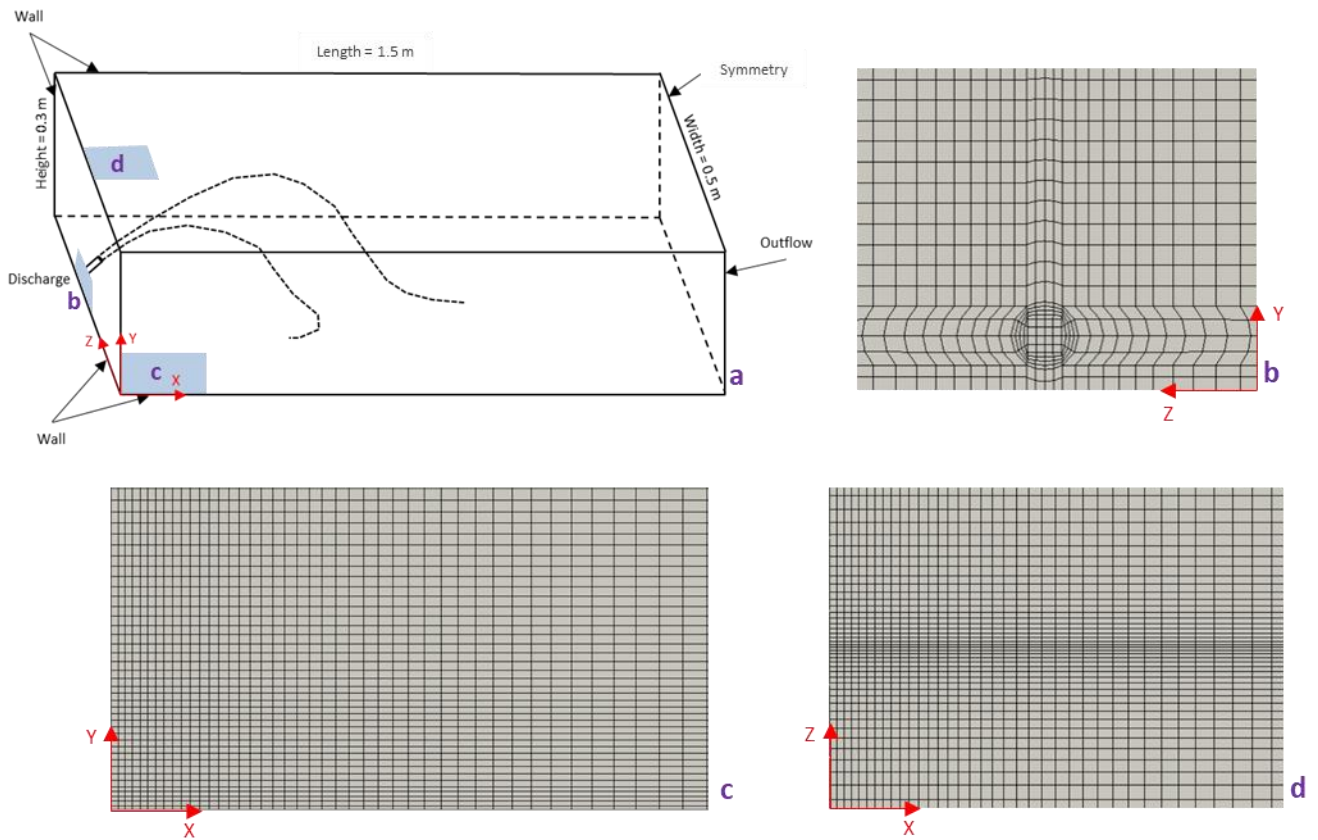 Wall
Length = 1.5 m
Symmetry
Height = 0.3 m
Width = 0.5 m
d
Outflow
Discharge
b
Z
Y
c
X
a
Wall
Y
Z
b
Y
X
c
Z
X
d